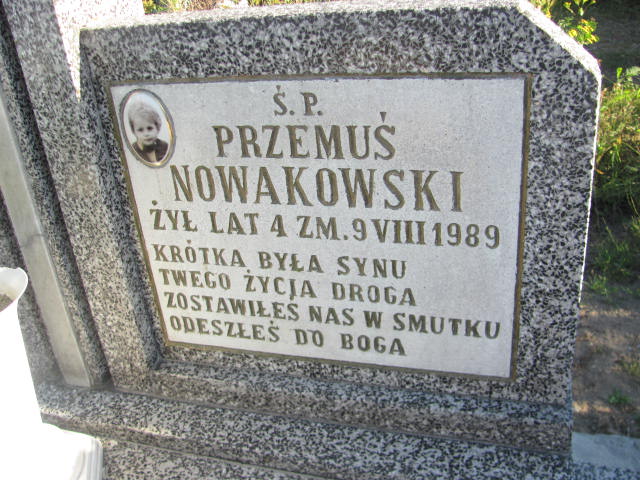 Ś.P.
PRZEMUŚ
NOWAKOWSKI
ŻYŁ LAT 4 ZM. 9 VIII 1989
KRÓTKA BYŁA SYNU
TWEGO ŻYCIA DROGA
ZOSTAWIŁEŚ NAS W SMUTKU
ODESZŁEŚ DO BOGA